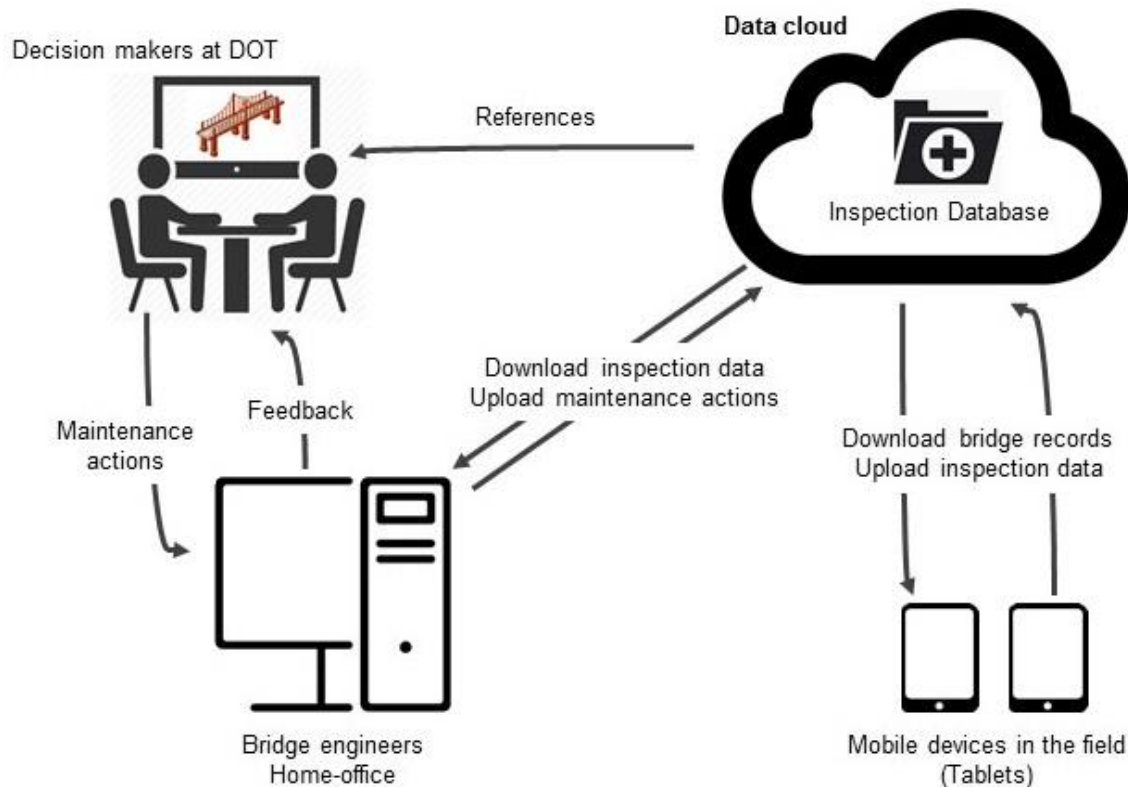 Decision makers at DOT
Data cloud
References
Inspection Database
Download inspection data
Upload maintenance actions
Feedback
Maintenance
actions
Download bridge records
Upload inspection data
Bridge engineers
Home-office
Mobile devices in the field
(Tablets)